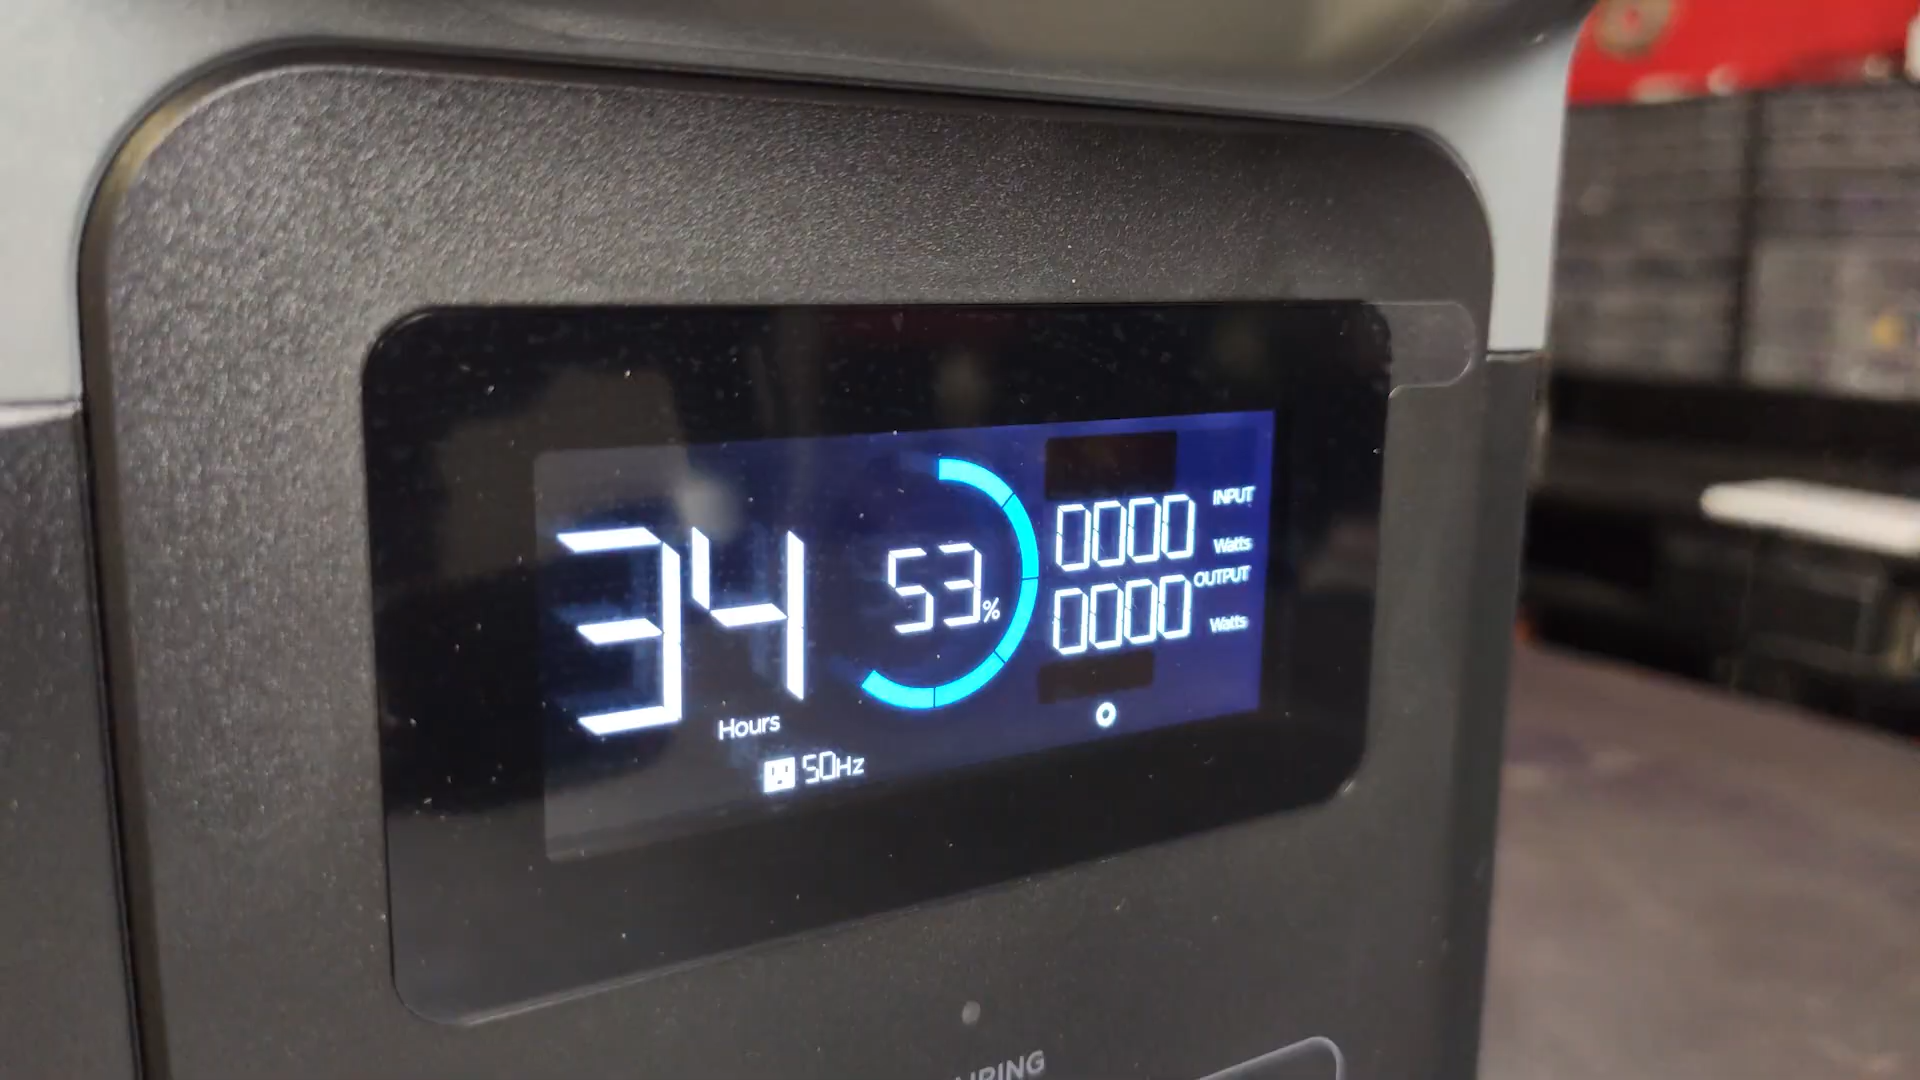 34 Hours
50Hz
53%
0000 INPUT Watts
0000 OUTPUT Watts